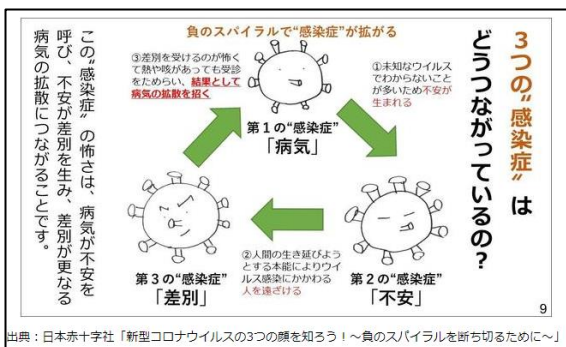 3つの〝感染症〟は
どうつながっているの？
負のスパイラルで“感染症”が拡がる
①未知なウイルス
でわからないこと
が多いため不安が
生まれる
③差別を受けるのが怖く
て熱や咳があっても受診
をためらい、結果として
病気の拡散を招く
第１の“感染症”
「病気」
第２の“感染症”
「不安」
②人間の生き延びよう
とする本能によりウイ
ルス感染にかかわる
人を遠ざける
第３の“感染症”
「差別」
この〝感染症〟の怖さは、病気が不安を
呼び、不安が差別を生み、差別が更なる
病気の拡散につながることです。
9
出典：日本赤十字社「新型コロナウイルスの3つの顔を知ろう！～負のスパイラルを断ち切るために～」